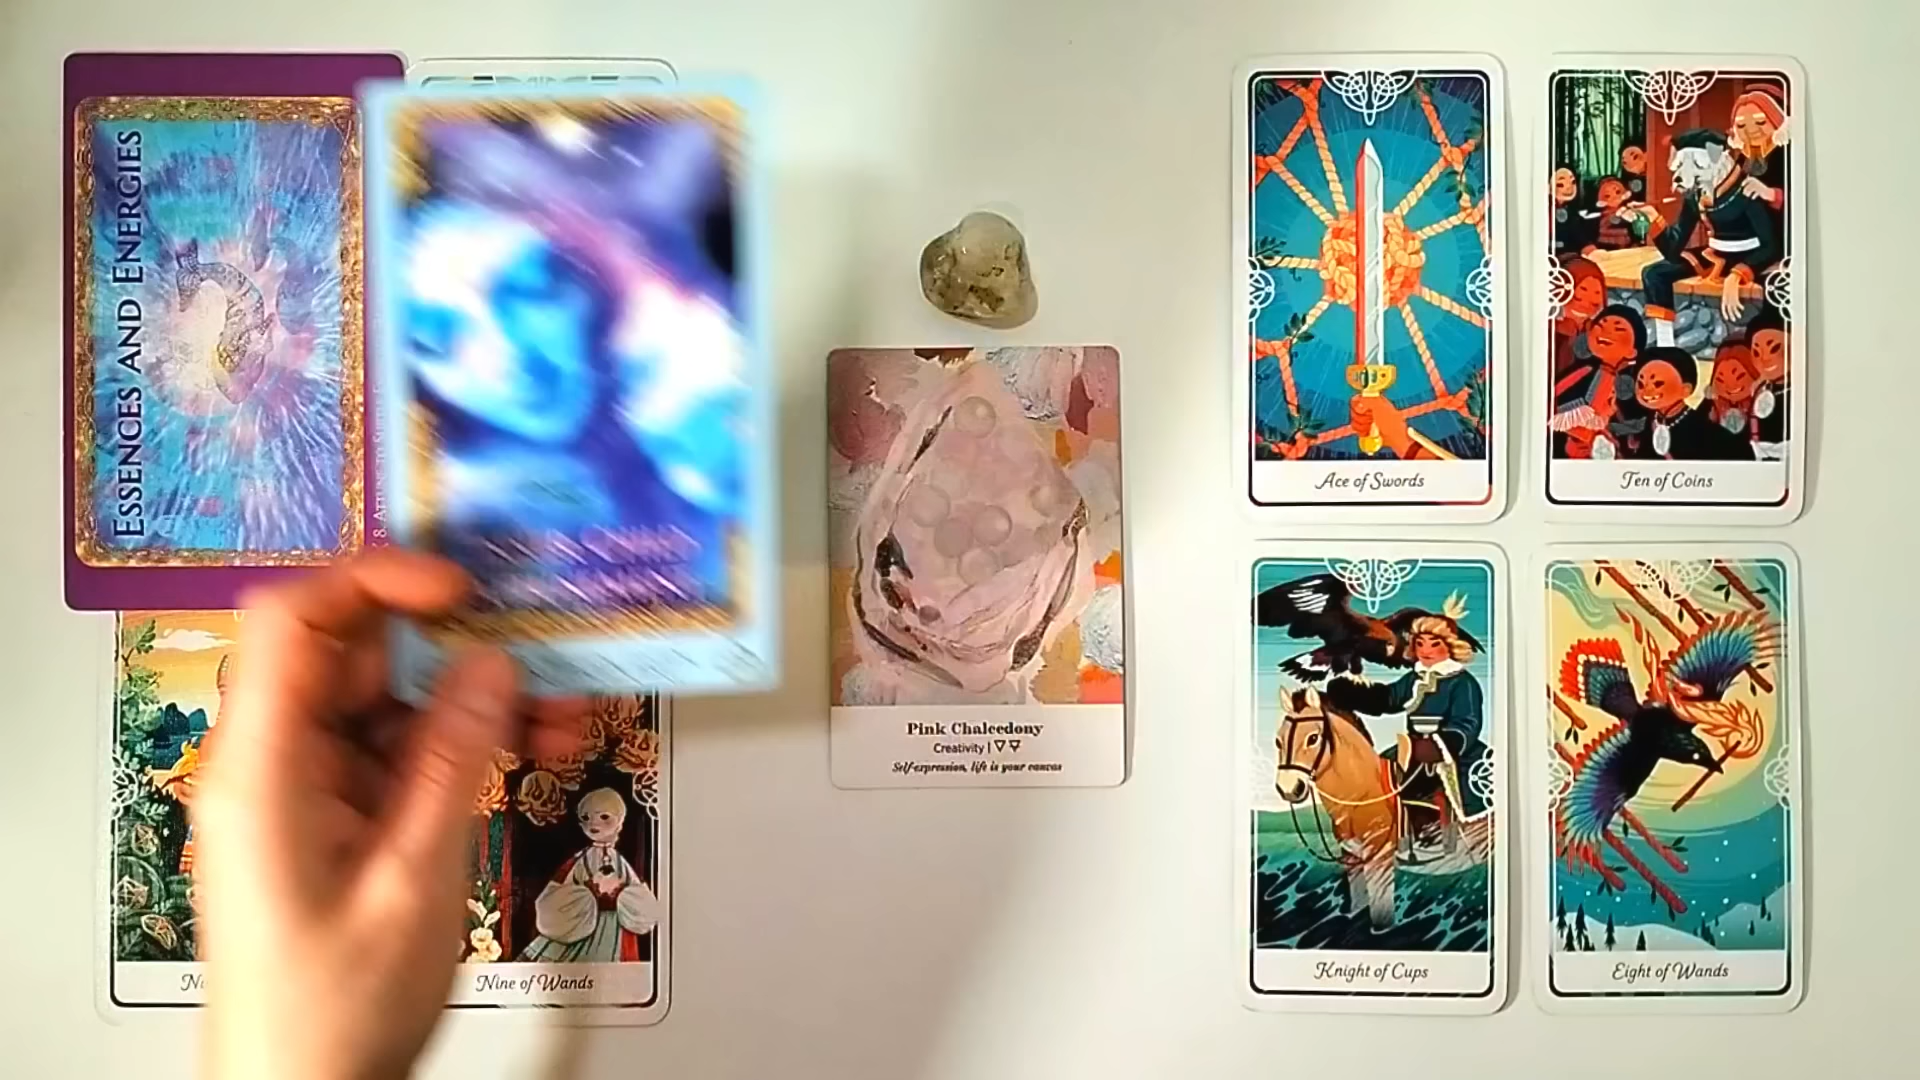 ESSENCES AND ENERGIES
Ace of Swords
Ten of Coins
Pink Chalcedony
Creativity |
Self-expression, life is your canvas
Nine of Wands
Knight of Cups
Eight of Wands